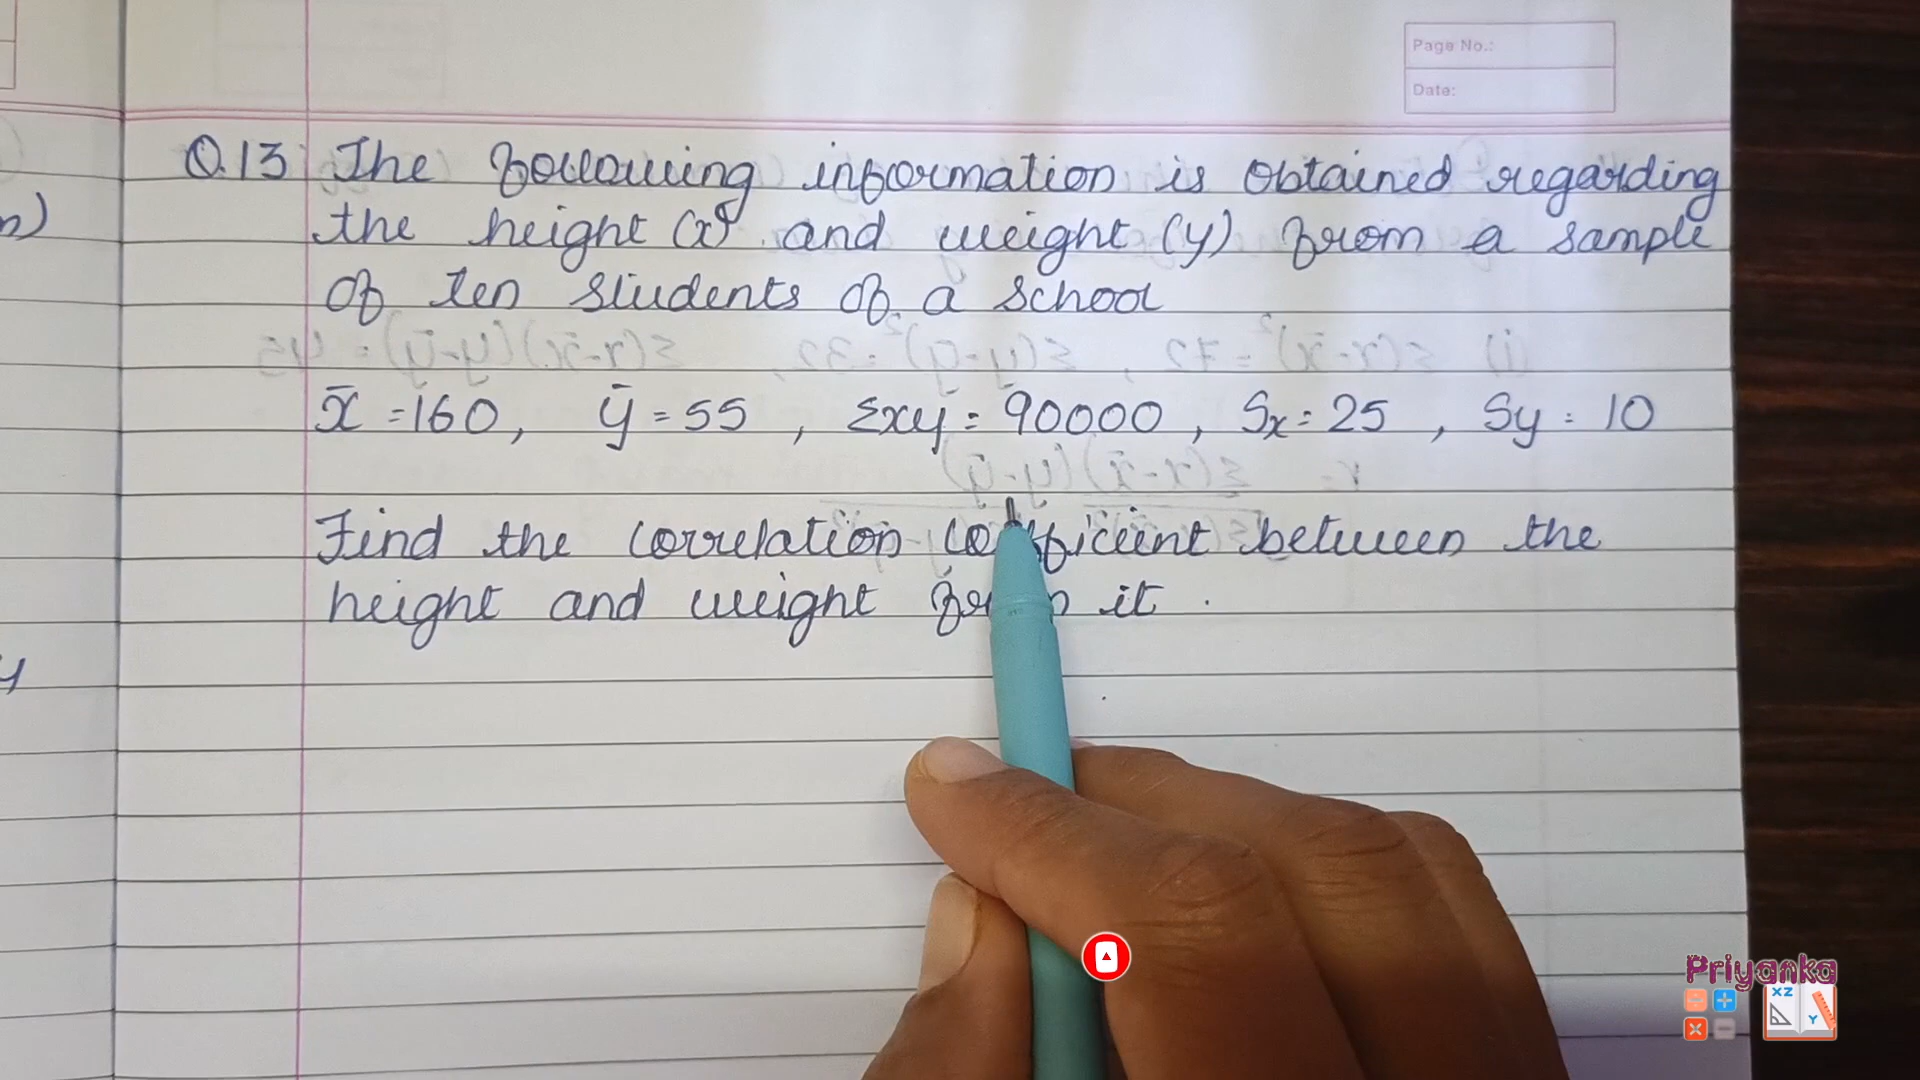 Page No.:
Date:
Q.13 The following information is obtained regarding
the height (x) and weight (y) from a sample
of ten students of a school
x̄ = 160, ȳ = 55, Σxy = 90000, Sx = 25, Sy = 10
Find the correlation coefficient between the
height and weight from it.
n)
y
Priyanka
XZ
Y